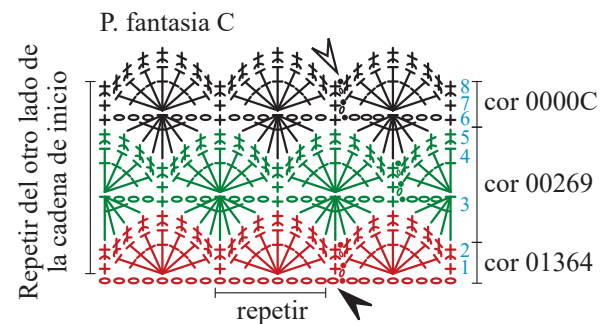 P. fantasia C
Repetir del otro lado de
la cadena de inicio
8
7
6
5
4
3
2
1
cor 0000C
cor 00269
cor 01364
repetir